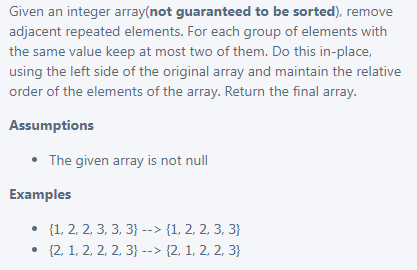 Given an integer array(not guaranteed to be sorted), remove
adjacent repeated elements. For each group of elements with
the same value keep at most two of them. Do this in-place,
using the left side of the original array and maintain the relative
order of the elements of the array. Return the final array.
Assumptions
• The given array is not null
Examples
• {1, 2, 2, 3, 3, 3} --> {1, 2, 2, 3, 3}
• {2, 1, 2, 2, 2, 3} --> {2, 1, 2, 2, 3}